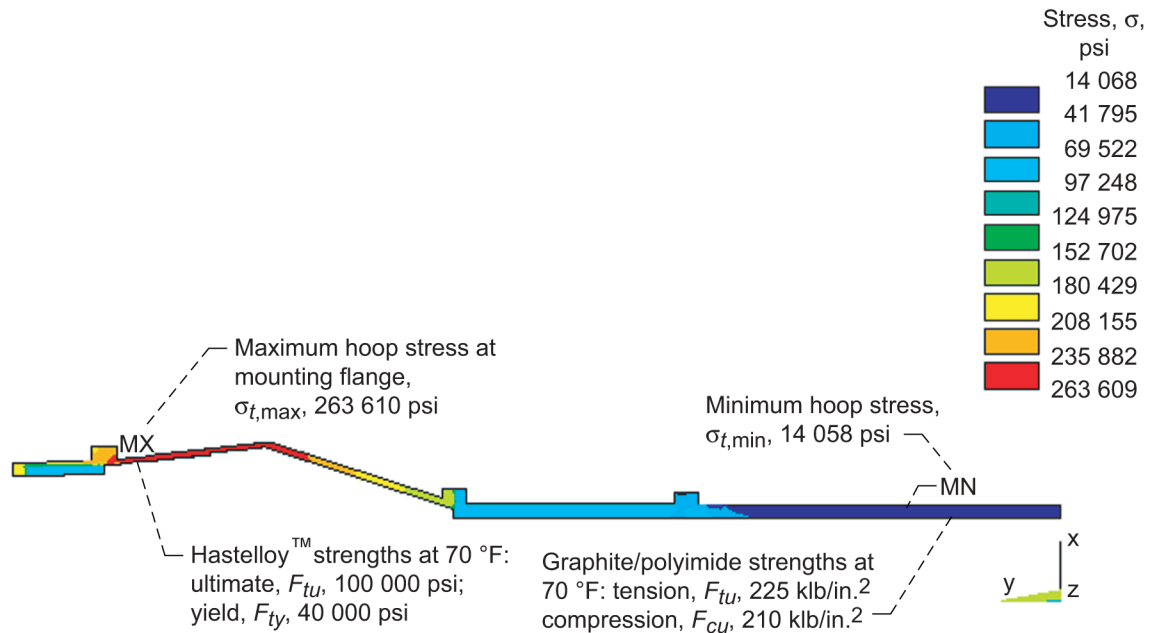 Stress, σ,
psi
14 068
41 795
69 522
97 248
124 975
152 702
180 429
208 155
235 882
263 609
Maximum hoop stress at
mounting flange,
σt,max, 263 610 psi
MX
Minimum hoop stress,
σt,min, 14 058 psi
MN
Hastelloy™ strengths at 70 °F:
ultimate, Ftu, 100 000 psi;
yield, Fty, 40 000 psi
Graphite/polyimide strengths at
70 °F: tension, Ftu, 225 klb/in.2
compression, Fcu, 210 klb/in.2
x
y
z